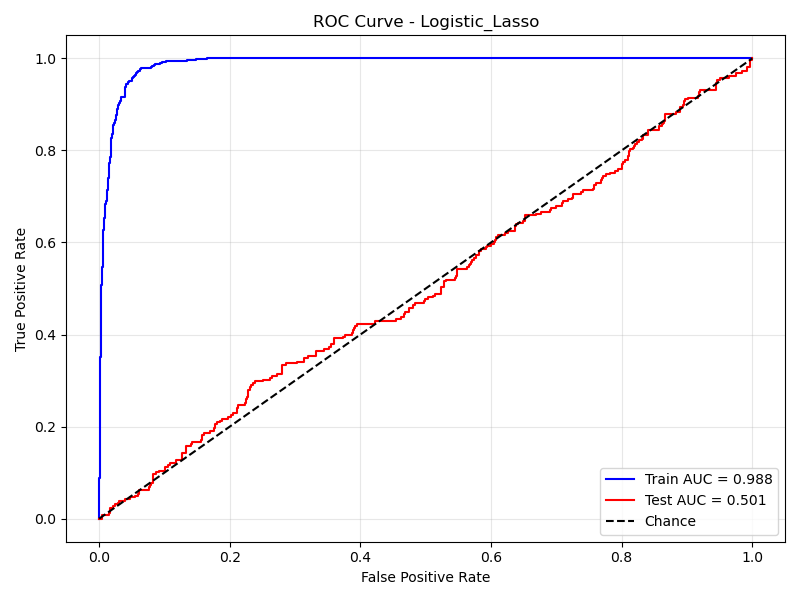 ROC Curve - Logistic_Lasso
True Positive Rate
1.0
0.8
0.6
0.4
0.2
0.0
Train AUC = 0.988
Test AUC = 0.501
Chance
0.0 0.2 0.4 0.6 0.8 1.0
False Positive Rate